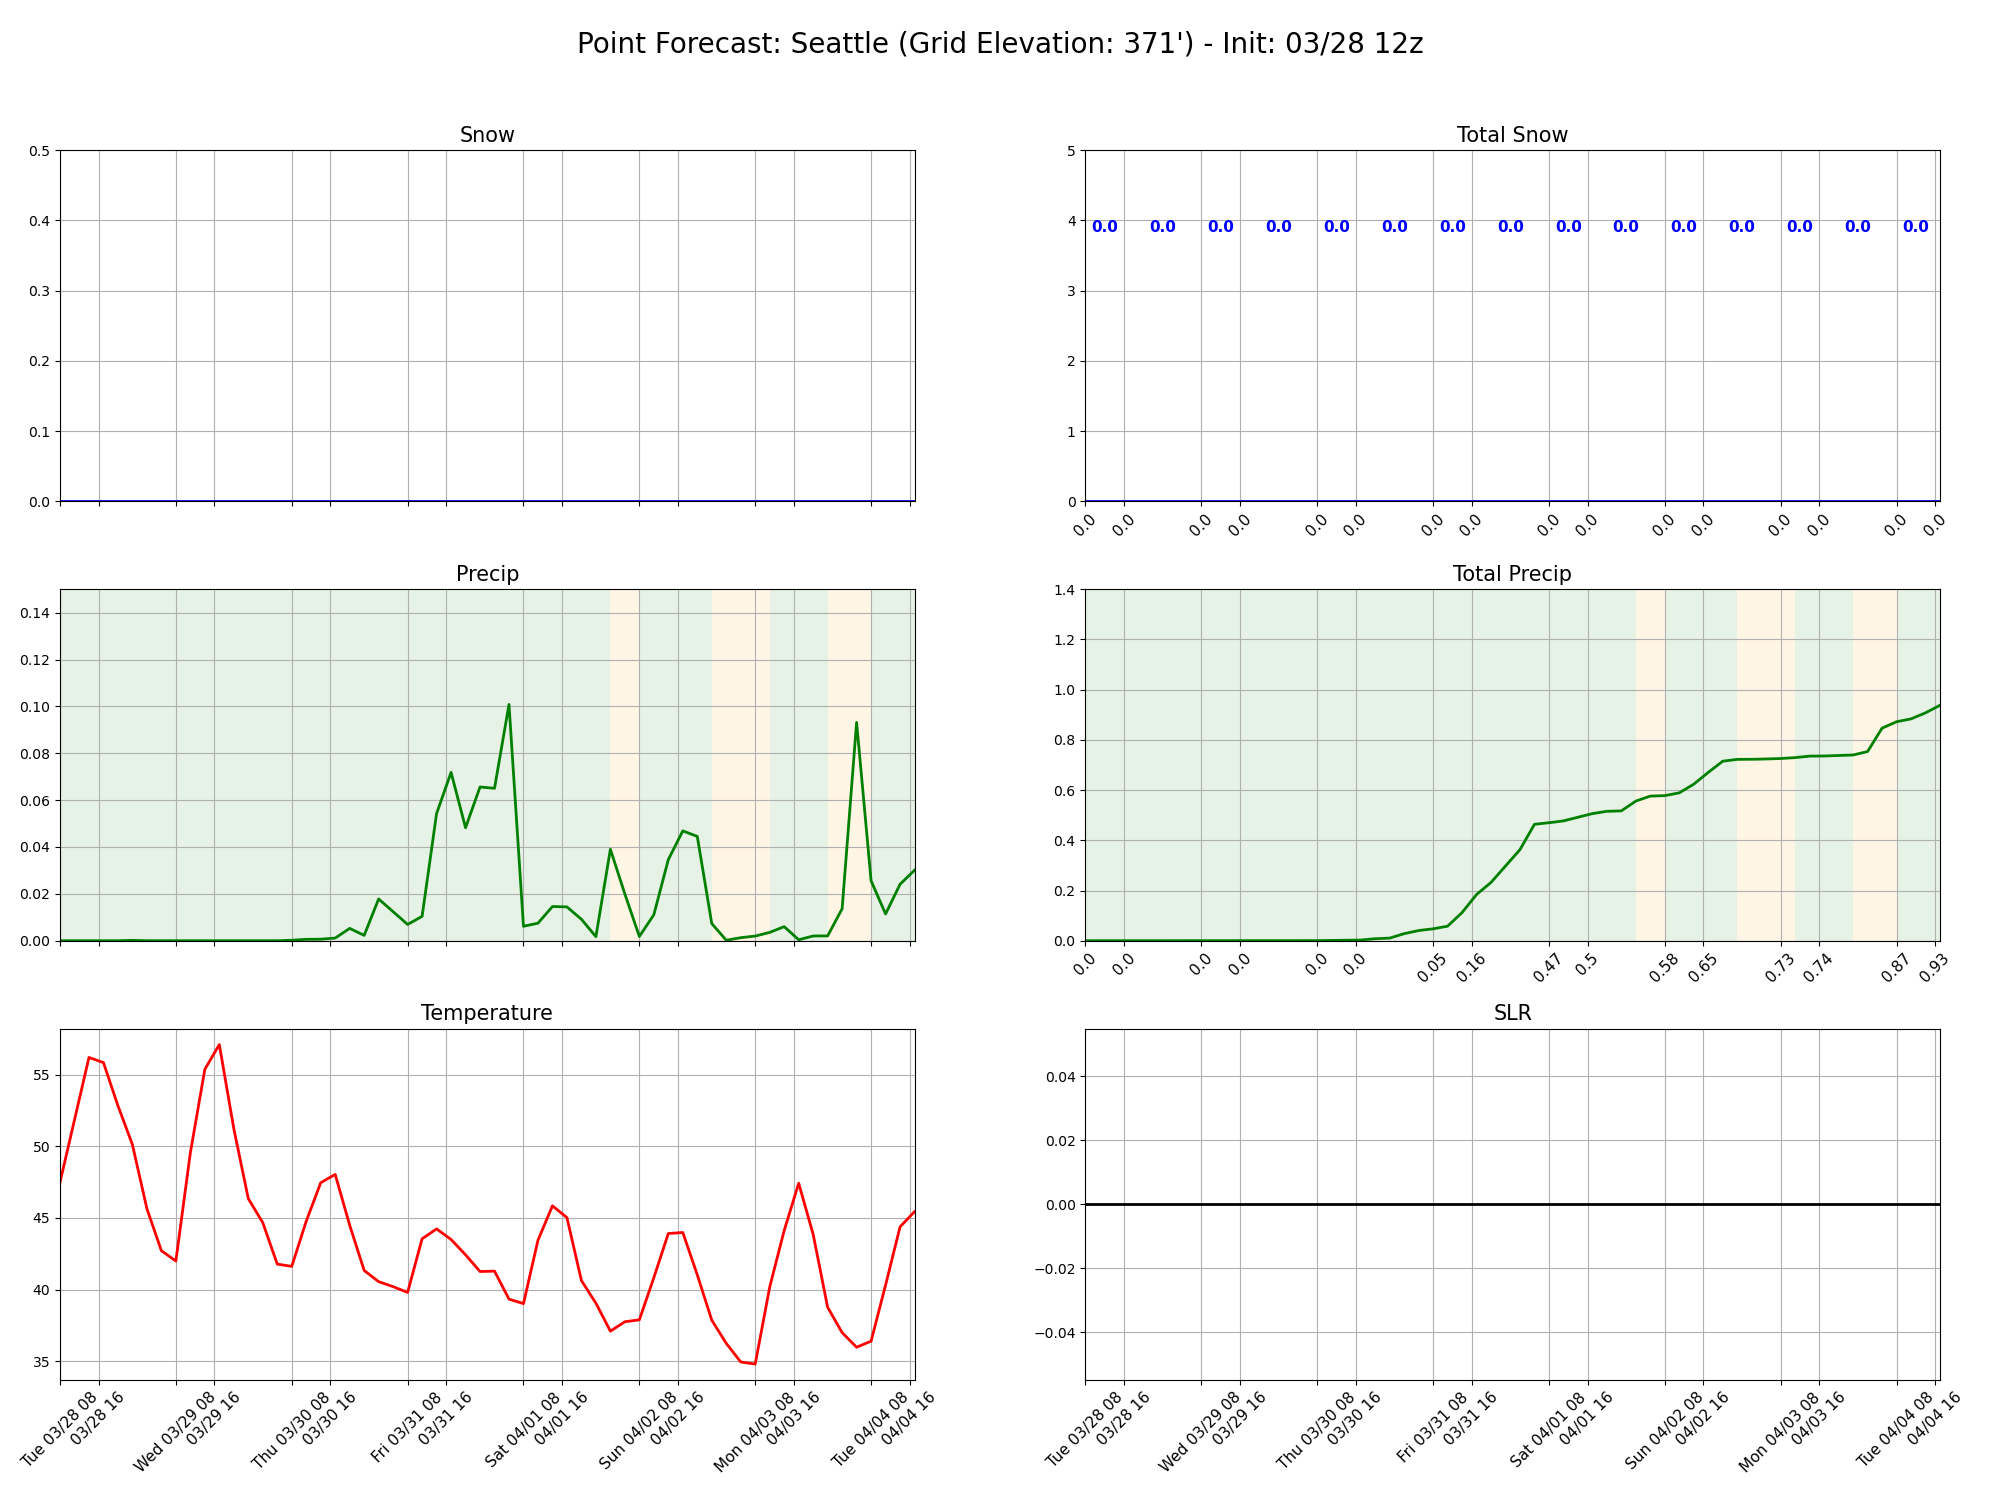 Point Forecast: Seattle (Grid Elevation: 371') - Init: 03/28 12z
Snow
0.5
0.4
0.3
0.2
0.1
0.0
Total Snow
5
4
3
2
1
0
0.0 0.0 0.0 0.0 0.0 0.0 0.0 0.0 0.0 0.0 0.0 0.0 0.0 0.0 0.0
0.0 0.0 0.0 0.0 0.0 0.0 0.0 0.0 0.0 0.0 0.0 0.0 0.0 0.0 0.0 0.0
Precip
0.14
0.12
0.10
0.08
0.06
0.04
0.02
0.00
Total Precip
1.4
1.2
1.0
0.8
0.6
0.4
0.2
0.0
0.0 0.0 0.0 0.0 0.0 0.0 0.05 0.16 0.47 0.5 0.58 0.65 0.73 0.74 0.87 0.93
Temperature
55
50
45
40
35
Tue 03/28 08
03/28 16
Wed 03/29 08
03/29 16
Thu 03/30 08
03/30 16
Fri 03/31 08
03/31 16
Sat 04/01 08
04/01 16
Sun 04/02 08
04/02 16
Mon 04/03 08
04/03 16
Tue 04/04 08
04/04 16
SLR
0.04
0.02
0.00
−0.02
−0.04
Tue 03/28 08
03/28 16
Wed 03/29 08
03/29 16
Thu 03/30 08
03/30 16
Fri 03/31 08
03/31 16
Sat 04/01 08
04/01 16
Sun 04/02 08
04/02 16
Mon 04/03 08
04/03 16
Tue 04/04 08
04/04 16